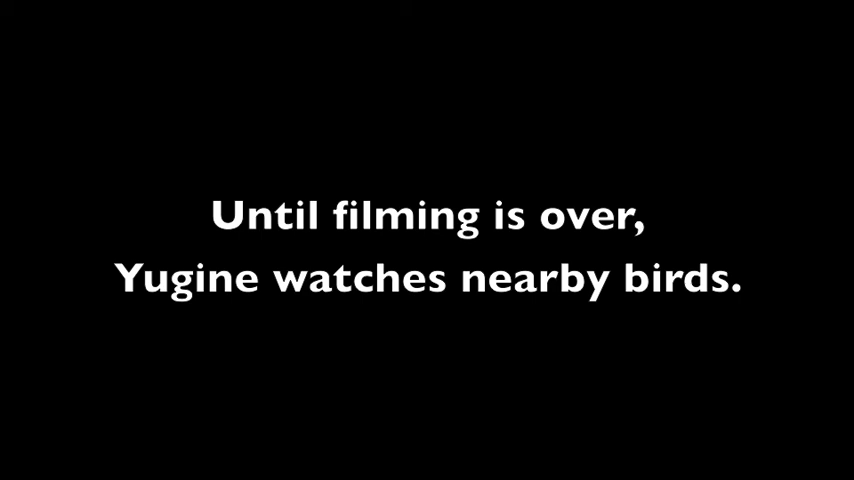 Until filming is over,
Yugine watches nearby birds.